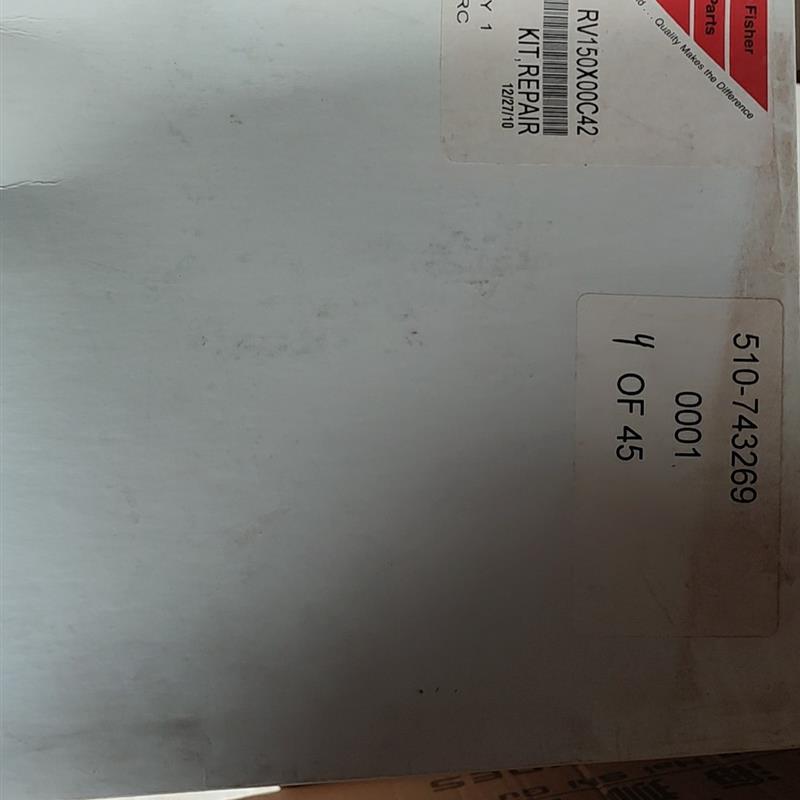 Fisher
Parts
Quality Makes the Difference
RV150X00C42
KIT,REPAIR
12/27/10
Y 1
RC
510-743269
0001
4 OF 45